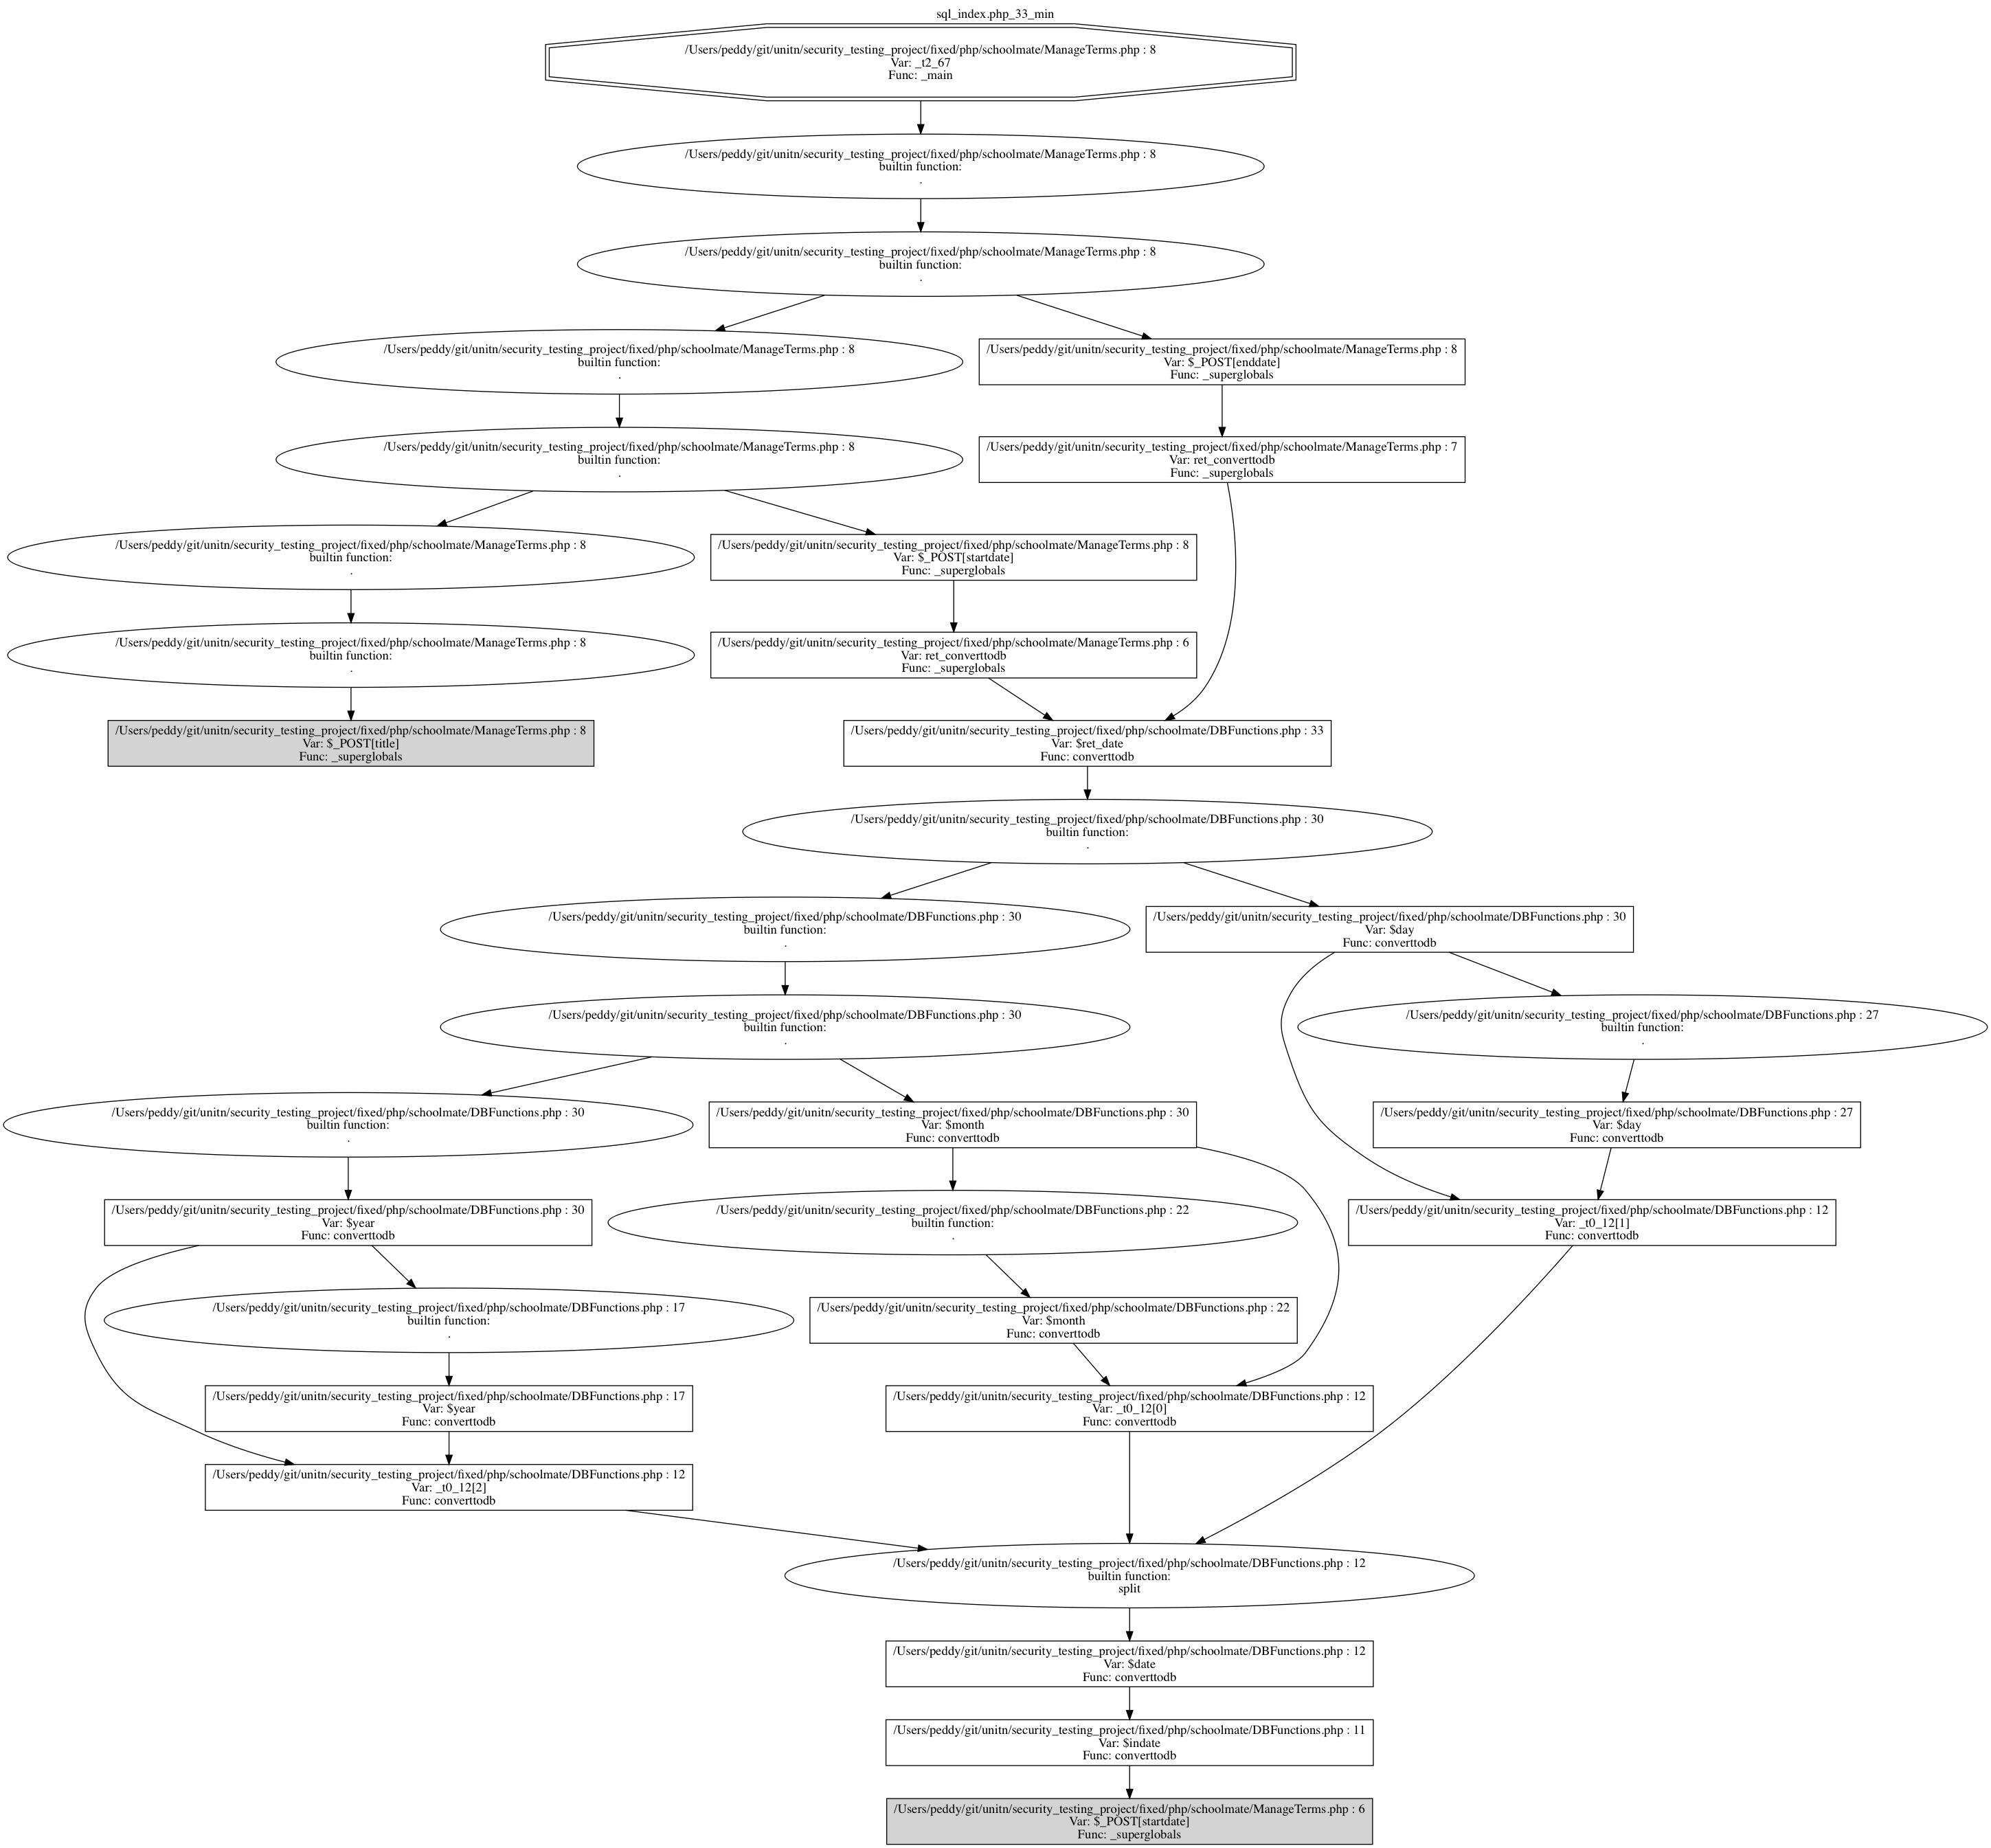 sql_index.php_33_min
/Users/peddy/git/unitn/security_testing_project/fixed/php/schoolmate/ManageTerms.php : 8
Var: _t2_67
Func: _main
/Users/peddy/git/unitn/security_testing_project/fixed/php/schoolmate/ManageTerms.php : 8
builtin function:
.
/Users/peddy/git/unitn/security_testing_project/fixed/php/schoolmate/ManageTerms.php : 8
builtin function:
.
/Users/peddy/git/unitn/security_testing_project/fixed/php/schoolmate/ManageTerms.php : 8
builtin function:
.
/Users/peddy/git/unitn/security_testing_project/fixed/php/schoolmate/ManageTerms.php : 8
Var: $_POST[enddate]
Func: _superglobals
/Users/peddy/git/unitn/security_testing_project/fixed/php/schoolmate/ManageTerms.php : 8
builtin function:
.
/Users/peddy/git/unitn/security_testing_project/fixed/php/schoolmate/ManageTerms.php : 7
Var: ret_converttodb
Func: _superglobals
/Users/peddy/git/unitn/security_testing_project/fixed/php/schoolmate/ManageTerms.php : 8
builtin function:
.
/Users/peddy/git/unitn/security_testing_project/fixed/php/schoolmate/ManageTerms.php : 8
Var: $_POST[startdate]
Func: _superglobals
/Users/peddy/git/unitn/security_testing_project/fixed/php/schoolmate/ManageTerms.php : 8
builtin function:
.
/Users/peddy/git/unitn/security_testing_project/fixed/php/schoolmate/ManageTerms.php : 6
Var: ret_converttodb
Func: _superglobals
/Users/peddy/git/unitn/security_testing_project/fixed/php/schoolmate/ManageTerms.php : 8
Var: $_POST[title]
Func: _superglobals
/Users/peddy/git/unitn/security_testing_project/fixed/php/schoolmate/DBFunctions.php : 33
Var: $ret_date
Func: converttodb
/Users/peddy/git/unitn/security_testing_project/fixed/php/schoolmate/DBFunctions.php : 30
builtin function:
.
/Users/peddy/git/unitn/security_testing_project/fixed/php/schoolmate/DBFunctions.php : 30
builtin function:
.
/Users/peddy/git/unitn/security_testing_project/fixed/php/schoolmate/DBFunctions.php : 30
Var: $day
Func: converttodb
/Users/peddy/git/unitn/security_testing_project/fixed/php/schoolmate/DBFunctions.php : 30
builtin function:
.
/Users/peddy/git/unitn/security_testing_project/fixed/php/schoolmate/DBFunctions.php : 27
builtin function:
.
/Users/peddy/git/unitn/security_testing_project/fixed/php/schoolmate/DBFunctions.php : 30
builtin function:
.
/Users/peddy/git/unitn/security_testing_project/fixed/php/schoolmate/DBFunctions.php : 30
Var: $month
Func: converttodb
/Users/peddy/git/unitn/security_testing_project/fixed/php/schoolmate/DBFunctions.php : 27
Var: $day
Func: converttodb
/Users/peddy/git/unitn/security_testing_project/fixed/php/schoolmate/DBFunctions.php : 30
Var: $year
Func: converttodb
/Users/peddy/git/unitn/security_testing_project/fixed/php/schoolmate/DBFunctions.php : 22
builtin function:
.
/Users/peddy/git/unitn/security_testing_project/fixed/php/schoolmate/DBFunctions.php : 12
Var: _t0_12[1]
Func: converttodb
/Users/peddy/git/unitn/security_testing_project/fixed/php/schoolmate/DBFunctions.php : 17
builtin function:
.
/Users/peddy/git/unitn/security_testing_project/fixed/php/schoolmate/DBFunctions.php : 22
Var: $month
Func: converttodb
/Users/peddy/git/unitn/security_testing_project/fixed/php/schoolmate/DBFunctions.php : 17
Var: $year
Func: converttodb
/Users/peddy/git/unitn/security_testing_project/fixed/php/schoolmate/DBFunctions.php : 12
Var: _t0_12[0]
Func: converttodb
/Users/peddy/git/unitn/security_testing_project/fixed/php/schoolmate/DBFunctions.php : 12
Var: _t0_12[2]
Func: converttodb
/Users/peddy/git/unitn/security_testing_project/fixed/php/schoolmate/DBFunctions.php : 12
builtin function:
split
/Users/peddy/git/unitn/security_testing_project/fixed/php/schoolmate/DBFunctions.php : 12
Var: $date
Func: converttodb
/Users/peddy/git/unitn/security_testing_project/fixed/php/schoolmate/DBFunctions.php : 11
Var: $indate
Func: converttodb
/Users/peddy/git/unitn/security_testing_project/fixed/php/schoolmate/ManageTerms.php : 6
Var: $_POST[startdate]
Func: _superglobals